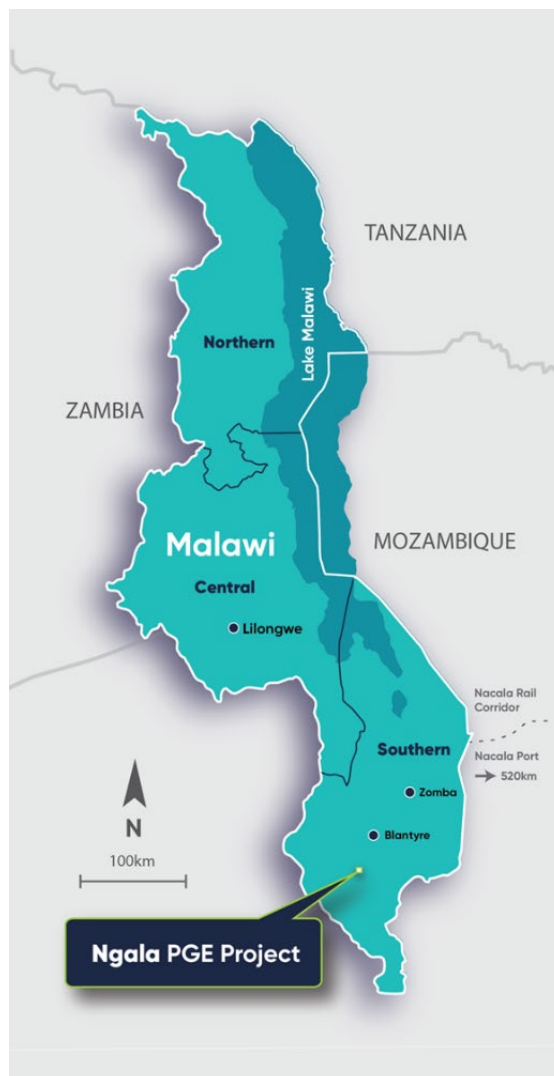 TANZANIA
Northern
Lake Malawi
ZAMBIA
Malawi
MOZAMBIQUE
Central
Lilongwe
Nacala Rail
Corridor
Southern
Nacala Port
520km
Zomba
N
Blantyre
100km
Ngala PGE Project